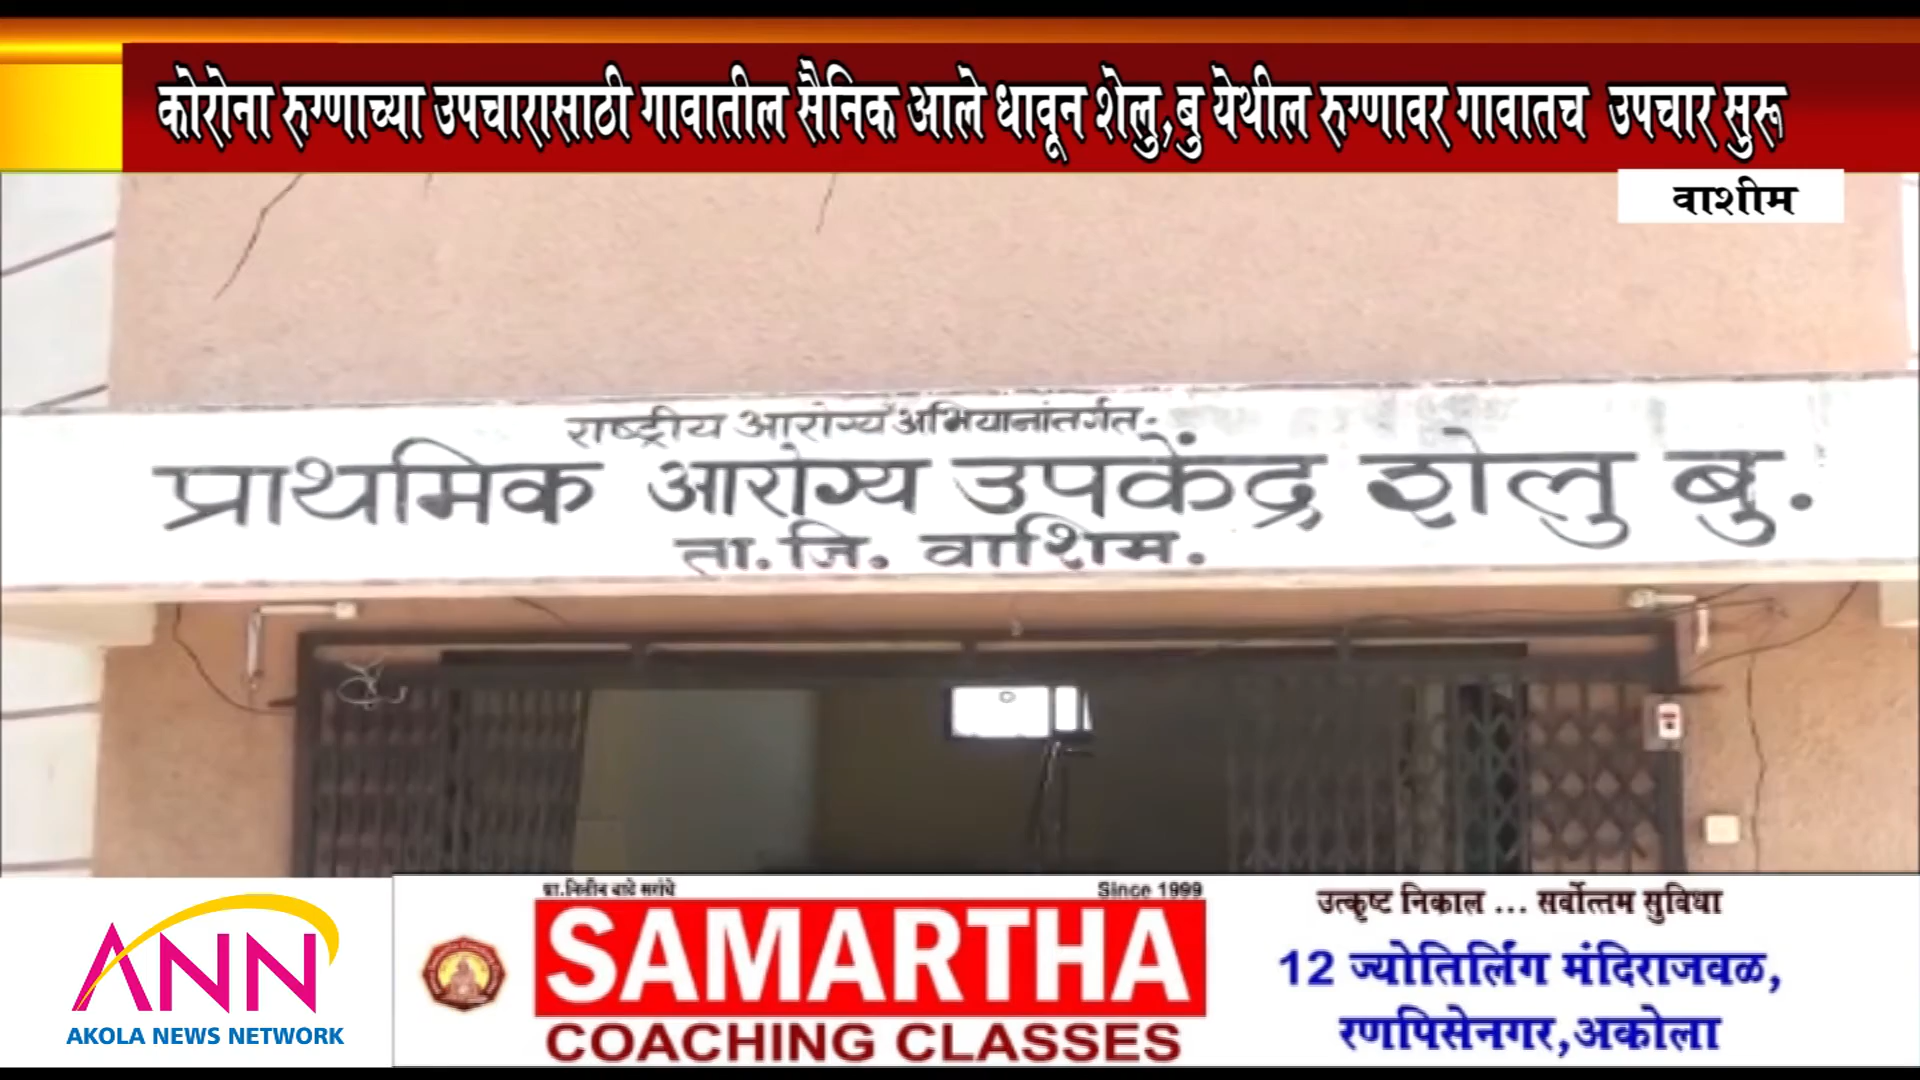 कोरोना रुग्णाच्या उपचारासाठी गावातील सैनिक आले धावून शेलु,बु येथील रुग्णावर गावातच उपचार सुरू
वाशीम
राष्ट्रीय आरोग्य अभियानांतर्गत.
प्राथमिक आरोग्य उपकेंद्र शेलु बु.
ता.जि. वाशिम.
ANN
AKOLA NEWS NETWORK
प्रा.नितीन बाठे सरांचे
Since 1999
SAMARTHA
COACHING CLASSES
उत्कृष्ट निकाल ... सर्वोत्तम सुविधा
12 ज्योतिर्लिंग मंदिराजवळ,
रणपिसेनगर,अकोला